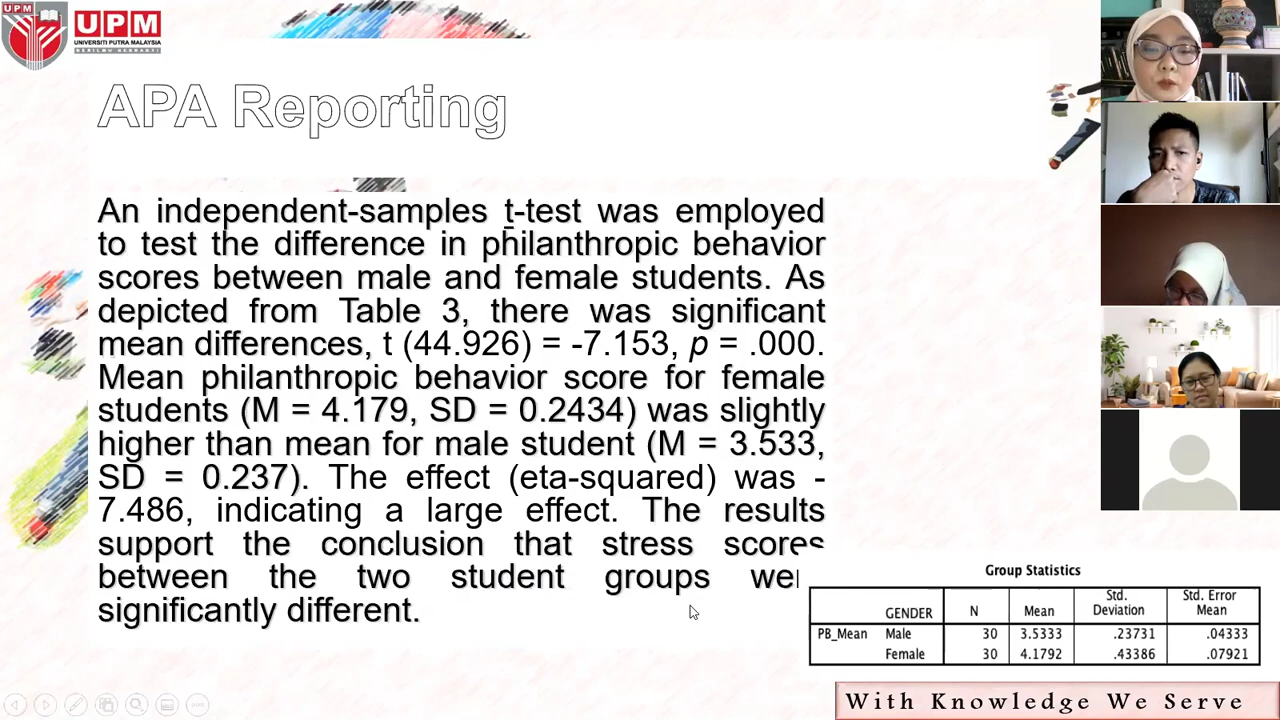 UPM
UPM
UNIVERSITI PUTRA MALAYSIA
BERILMU BERBAKTI
APA Reporting
An independent-samples t-test was employed
to test the difference in philanthropic behavior
scores between male and female students. As
depicted from Table 3, there was significant
mean differences, t (44.926) = -7.153, p = .000.
Mean philanthropic behavior score for female
students (M = 4.179, SD = 0.2434) was slightly
higher than mean for male student (M = 3.533,
SD = 0.237). The effect (eta-squared) was -
7.486, indicating a large effect. The results
support the conclusion that stress scores
between the two student groups
significantly different.
Group Statistics
GENDER N Mean Std. Deviation Std. Error Mean
PB_Mean Male 30 3.5333 .23731 .04333
Female 30 4.1792 .43386 .07921
With Knowledge We Serve